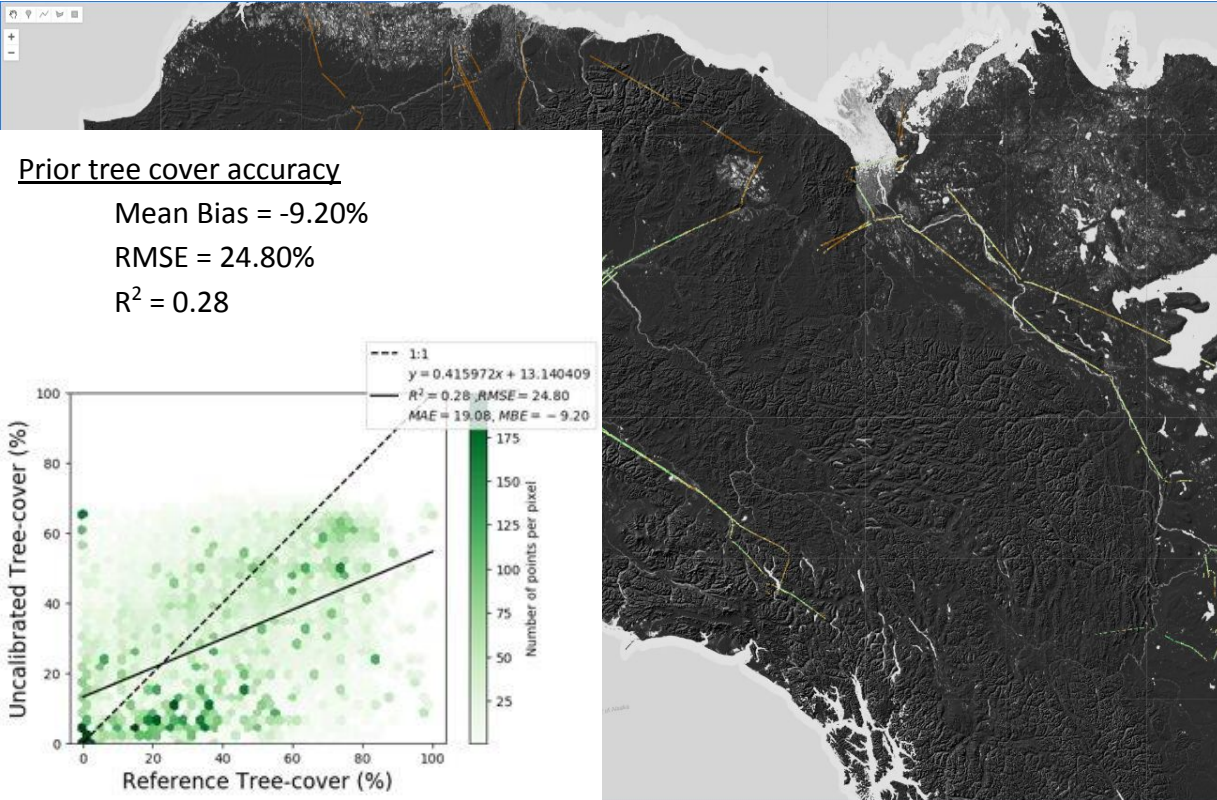 +
−
Prior tree cover accuracy
Mean Bias = -9.20%
RMSE = 24.80%
R² = 0.28
1:1
y = 0.415972x + 13.140409
R² = 0.28 ,RMSE = 24.80
MAE = 19.08, MBE = − 9.20
Uncalibrated Tree-cover (%)
100
80
60
40
20
0
0 20 40 60 80 100
Reference Tree-cover (%)
175
150
125
100
75
50
25
Number of points per pixel